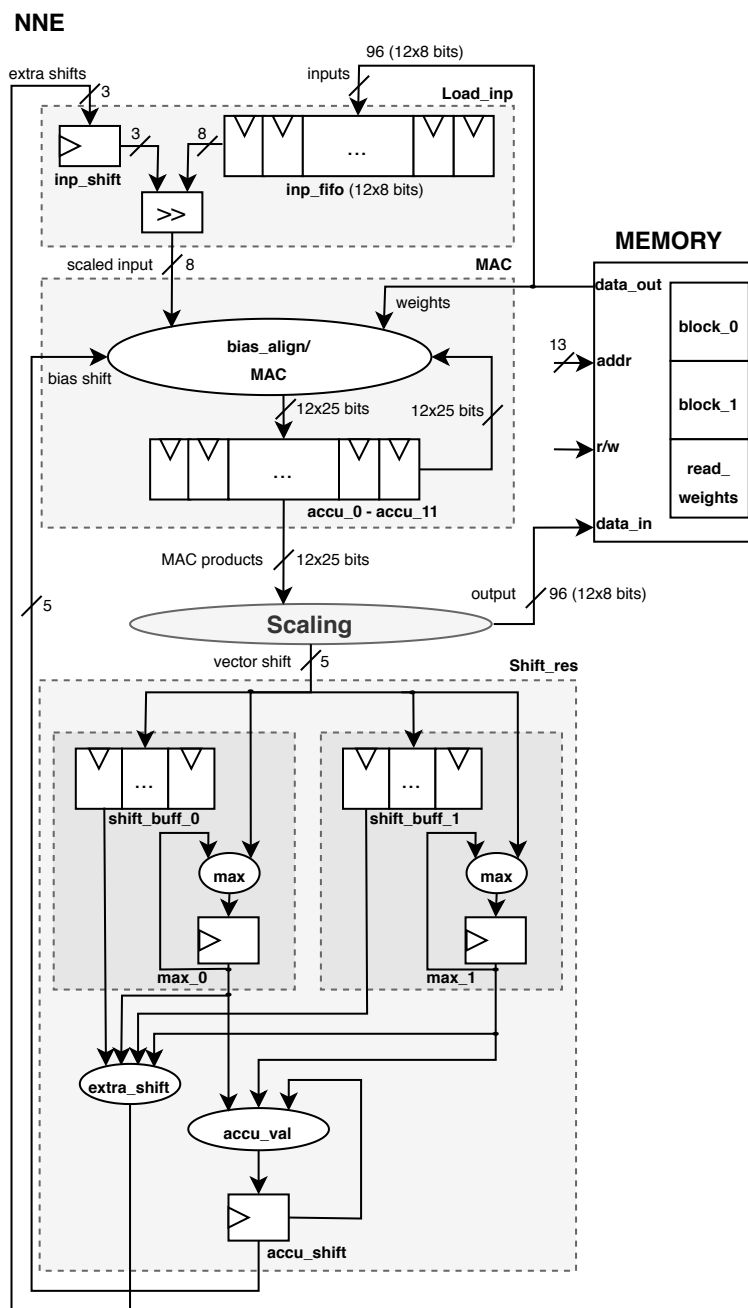 NNE
96 (12x8 bits)
extra shifts
inputs
3
Load_inp
3
8
...
inp_shift
inp_fifo (12x8 bits)
>>
MEMORY
scaled input
8
MAC
data_out
weights
block_0
13
bias_align/
MAC
addr
bias shift
12x25 bits
12x25 bits
block_1
...
r/w
read_
weights
accu_0 - accu_11
data_in
MAC products
12x25 bits
output
96 (12x8 bits)
5
Scaling
vector shift
5
Shift_res
...
...
shift_buff_0
shift_buff_1
max
max
max_0
max_1
extra_shift
accu_val
accu_shift